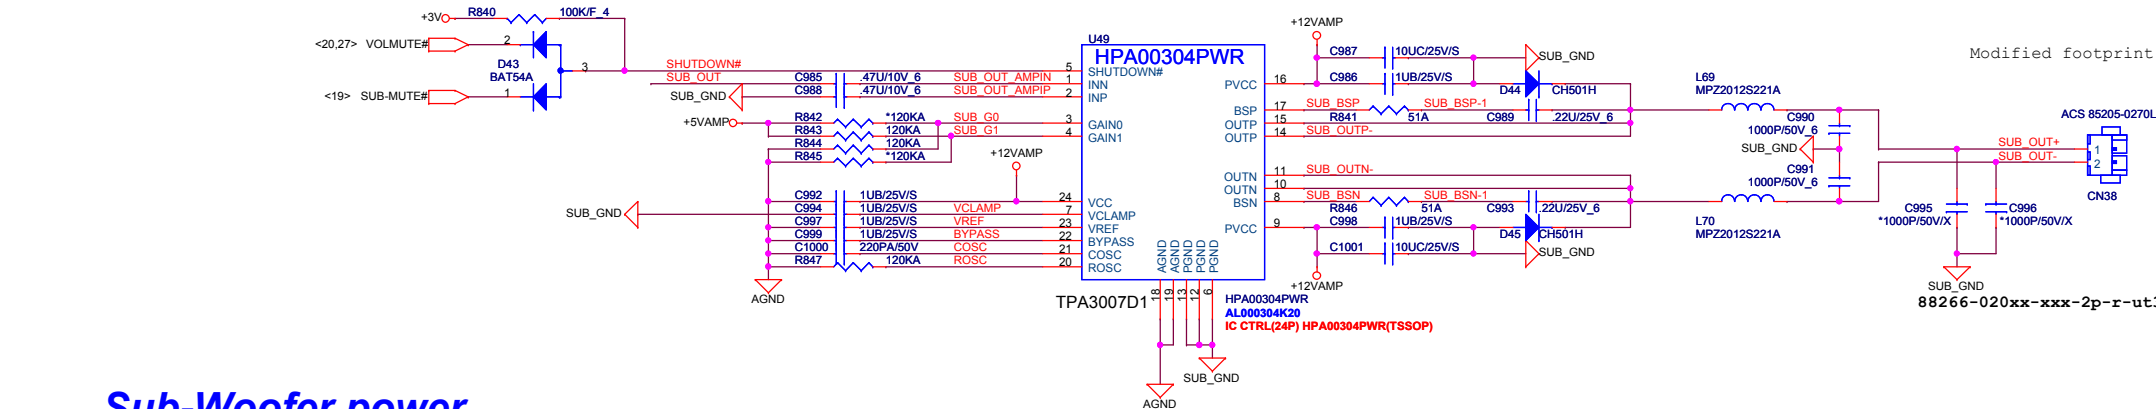 +3V R840 100K/F_4
<20,27> VOLMUTE# 2
D43
BAT54A
3
<19> SUB-MUTE# 1
SHUTDOWN#
SUB_OUT C985 .47U/10V_6 SUB_OUT_AMPIN
SUB_GND C988 .47U/10V_6 SUB_OUT_AMPIP
+5VAMP R842 *120KA SUB_G0
R843 120KA SUB_G1
R844 120KA
R845 *120KA
+12VAMP
C992 1UB/25V/S
SUB_GND C994 1UB/25V/S VCLAMP
C997 1UB/25V/S VREF
C999 1UB/25V/S BYPASS
C1000 220PA/50V COSC
R847 120KA ROSC
AGND
U49
HPA00304PWR
5 SHUTDOWN#
1 INN
2 INP
3 GAIN0
4 GAIN1
24 VCC
7 VCLAMP
23 VREF
22 BYPASS
21 COSC
20 ROSC
PVCC 16
BSP 17
OUTP 15
OUTP 14
OUTN 11
OUTN 10
BSN 8
PVCC 9
AGND AGND PGND PGND PGND
18 19 13 12 6
TPA3007D1
HPA00304PWR
AL000304K20
IC CTRL(24P) HPA00304PWR(TSSOP)
SUB_GND
AGND
+12VAMP
C987 10UC/25V/S SUB_GND
C986 1UB/25V/S
D44 CH501H
SUB_BSP SUB_BSP-1
R841 51A C989 .22U/25V_6
SUB_OUTP-
SUB_OUTN-
SUB_BSN SUB_BSN-1
R846 51A C993 .22U/25V_6
C998 1UB/25V/S
D45 CH501H
C1001 10UC/25V/S SUB_GND
+12VAMP
L69
MPZ2012S221A
C990
1000P/50V_6
SUB_GND
C991
1000P/50V_6
L70
MPZ2012S221A
Modified footprint
ACS 85205-0270L
SUB_OUT+ 1
SUB_OUT- 2
CN38
C995 C996
*1000P/50V/X *1000P/50V/X
SUB_GND
88266-020xx-xxx-2p-r-ut3
Sub-Woofer power